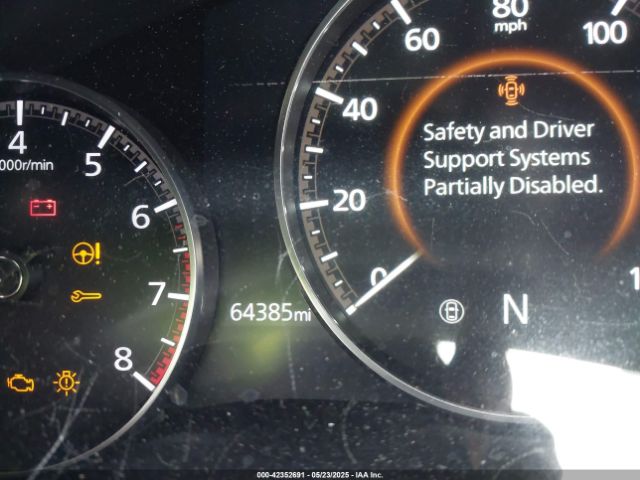 4
000r/min
5
6
7
8
64385mi
0
20
40
60
80
mph
100
1
Safety and Driver
Support Systems
Partially Disabled.
N
000-42352691 - 05/23/2025 - IAA Inc.